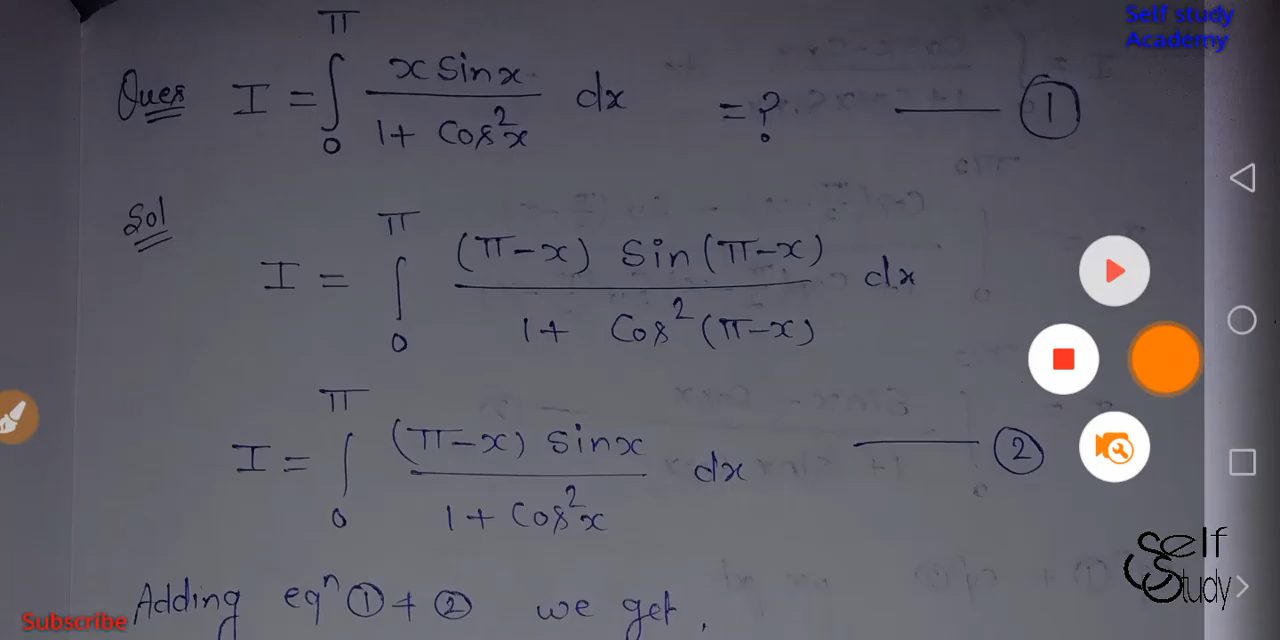 Self study
Academy
Ques I = ∫₀^π x Sin x / 1 + Cos²x dx = ? —— ①
Sol
I = ∫₀^π (π-x) Sin (π-x) / 1 + Cos² (π-x) dx
I = ∫₀^π (π-x) Sin x / 1 + Cos²x dx —— ②
Adding eqⁿ ① + ② we get,
Subscribe
Self
Study